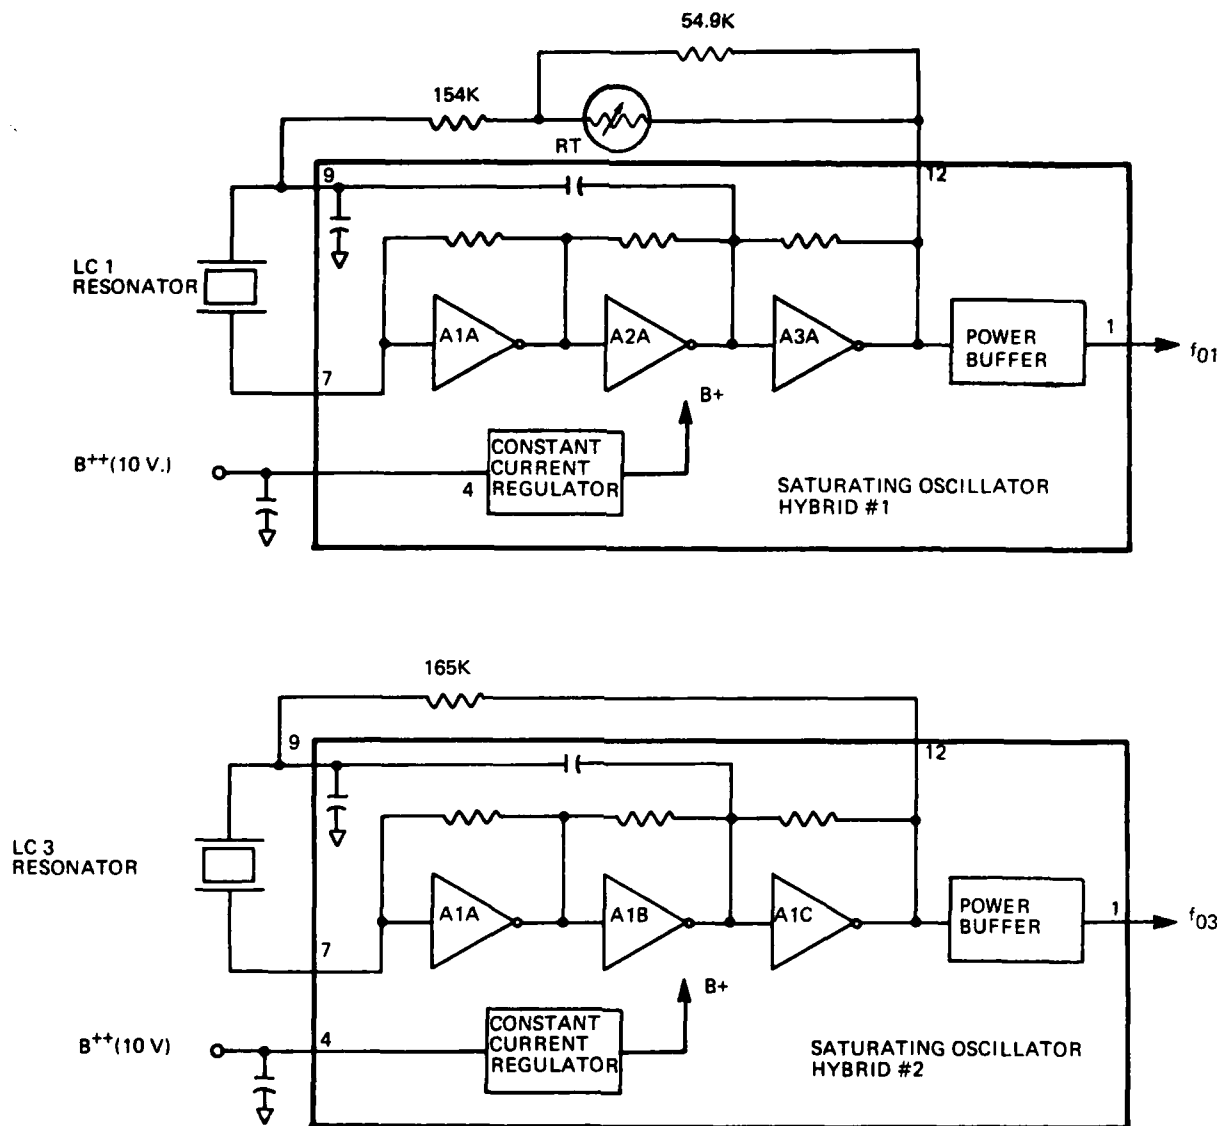 54.9K
154K
RT
9
12
LC 1
RESONATOR
A1A
A2A
A3A
POWER
BUFFER
1
f01
7
B+
B++(10 V.)
4
CONSTANT
CURRENT
REGULATOR
SATURATING OSCILLATOR
HYBRID #1
165K
9
12
LC 3
RESONATOR
A1A
A1B
A1C
POWER
BUFFER
1
f03
7
B+
B++(10 V)
4
CONSTANT
CURRENT
REGULATOR
SATURATING OSCILLATOR
HYBRID #2